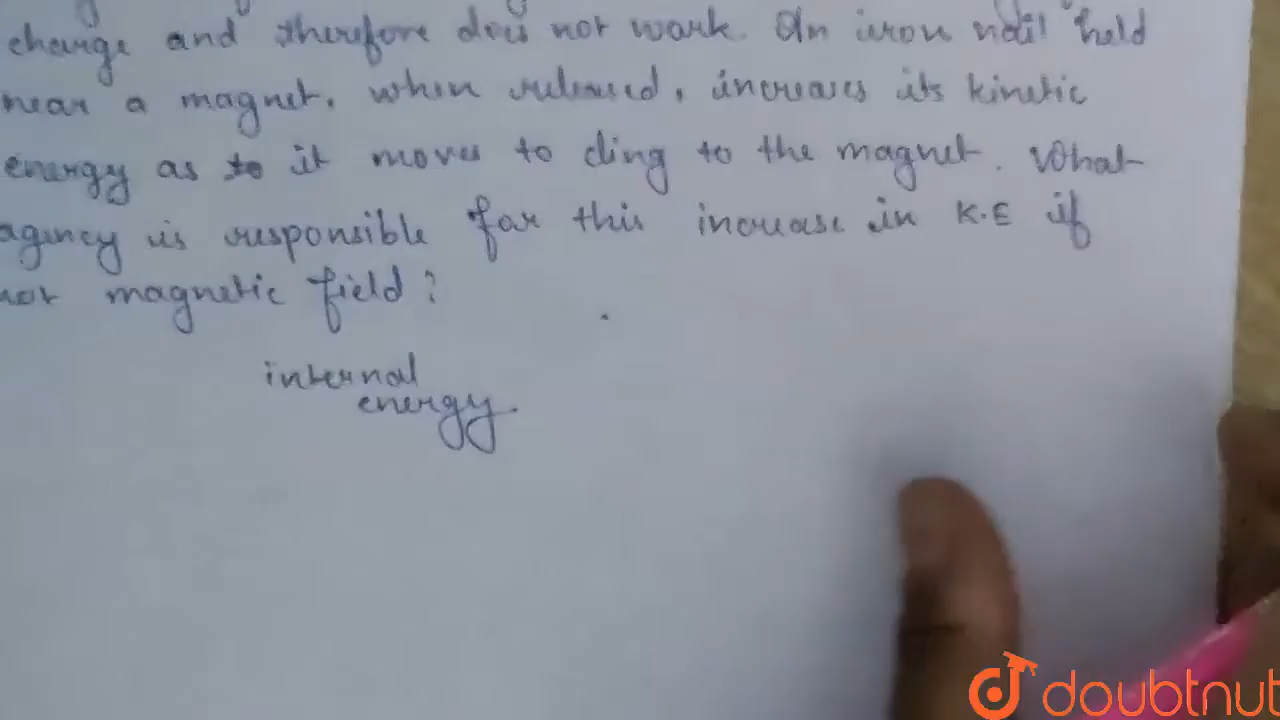 charge and therefore does not work. An iron nail held
near a magnet, when released, increases its kinetic
energy as to it moves to cling to the magnet. What
agency is responsible for this increase in K.E if
not magnetic field?
internal
energy.
doubtnut